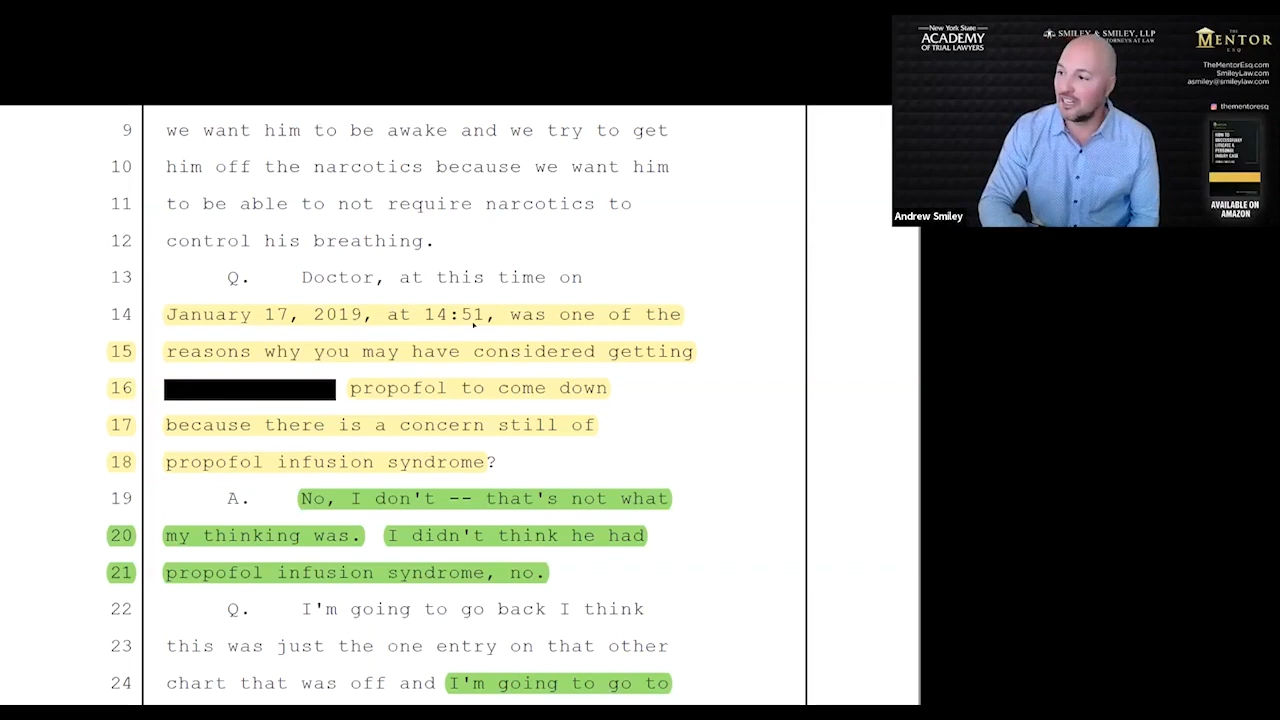 New York State
ACADEMY
OF TRIAL LAWYERS
SMILEY & SMILEY, LLP
ATTORNEYS AT LAW
THE
MENTOR
ESQ
TheMentorEsq.com
SmileyLaw.com
asmiley@smileylaw.com
thementoresq
HOW TO
SUCCESSFULLY
LITIGATE A
PERSONAL
INJURY CASE
AVAILABLE ON
AMAZON
Andrew Smiley
9 we want him to be awake and we try to get
10 him off the narcotics because we want him
11 to be able to not require narcotics to
12 control his breathing.
13 Q. Doctor, at this time on
14 January 17, 2019, at 14:51, was one of the
15 reasons why you may have considered getting
16 propofol to come down
17 because there is a concern still of
18 propofol infusion syndrome?
19 A. No, I don't -- that's not what
20 my thinking was. I didn't think he had
21 propofol infusion syndrome, no.
22 Q. I'm going to go back I think
23 this was just the one entry on that other
24 chart that was off and I'm going to go to